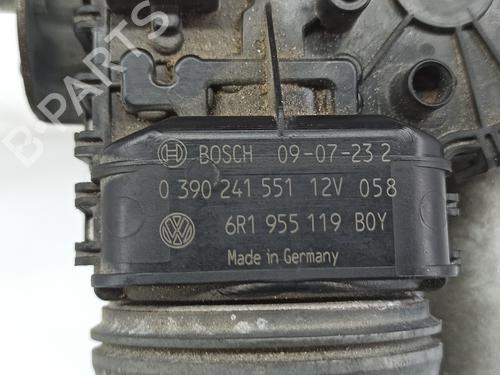 B-PARTS
BOSCH 09-07-23 2
0 390 241 551 12V 058
6R1 955 119 B0Y
Made in Germany